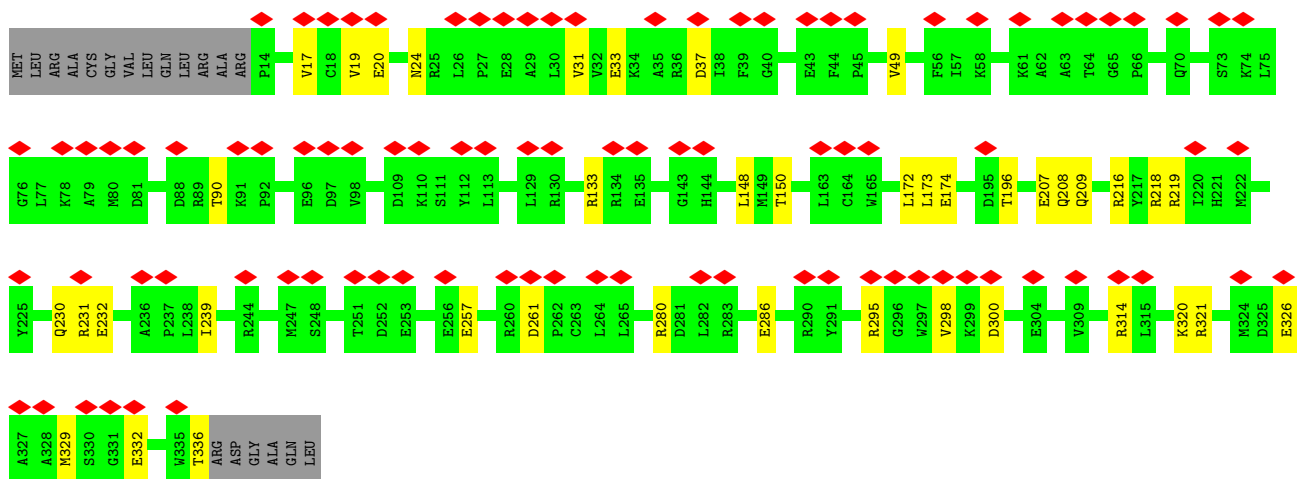 MET LEU ARG ALA CYS GLY VAL LEU GLN LEU ARG ALA ARG P14 V17 C18 V19 E20 N24 R25 L26 P27 E28 A29 L30 V31 V32 E33 K34 A35 R36 D37 I38 F39 G40 E43 F44 P45 V49 F56 I57 K58 K61 A62 A63 T64 G65 P66 Q70 S73 K74 L75
G76 L77 K78 A79 M80 D81 D88 R89 T90 K91 P92 E96 D97 V98 D109 K110 S111 Y112 L113 L129 R130 R133 R134 E135 G143 H144 L148 M149 T150 L163 C164 W165 L172 L173 E174 D195 T196 E207 Q208 Q209 R216 Y217 R218 R219 I220 H221 M222
Y225 Q230 R231 E232 A236 P237 L238 I239 R244 M247 S248 T251 D252 E253 E256 E257 R260 D261 P262 C263 L264 L265 R280 D281 L282 R283 E286 R290 Y291 R295 G296 W297 V298 K299 D300 E304 V309 R314 L315 K320 R321 M324 D325 E326
A327 A328 M329 S330 G331 E332 W335 T336 ARG ASP GLY ALA GLN LEU